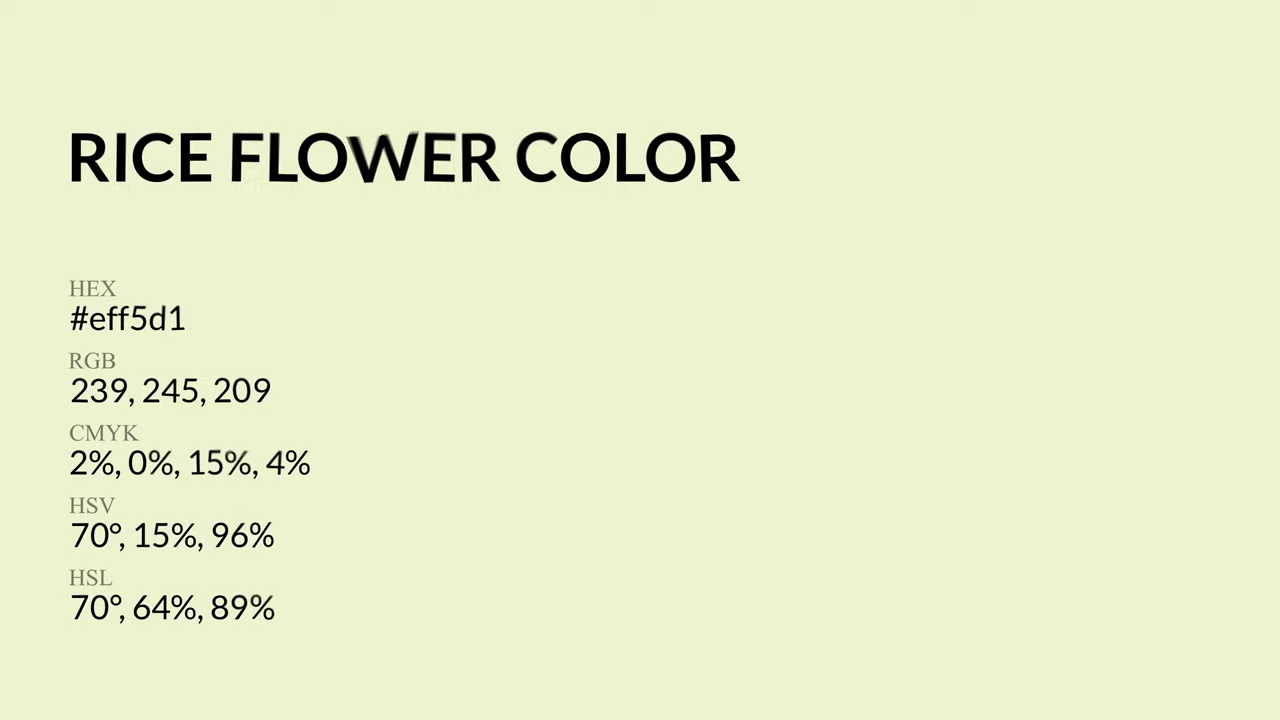 RICE FLOWER COLOR
HEX
#eff5d1
RGB
239, 245, 209
CMYK
2%, 0%, 15%, 4%
HSV
70°, 15%, 96%
HSL
70°, 64%, 89%